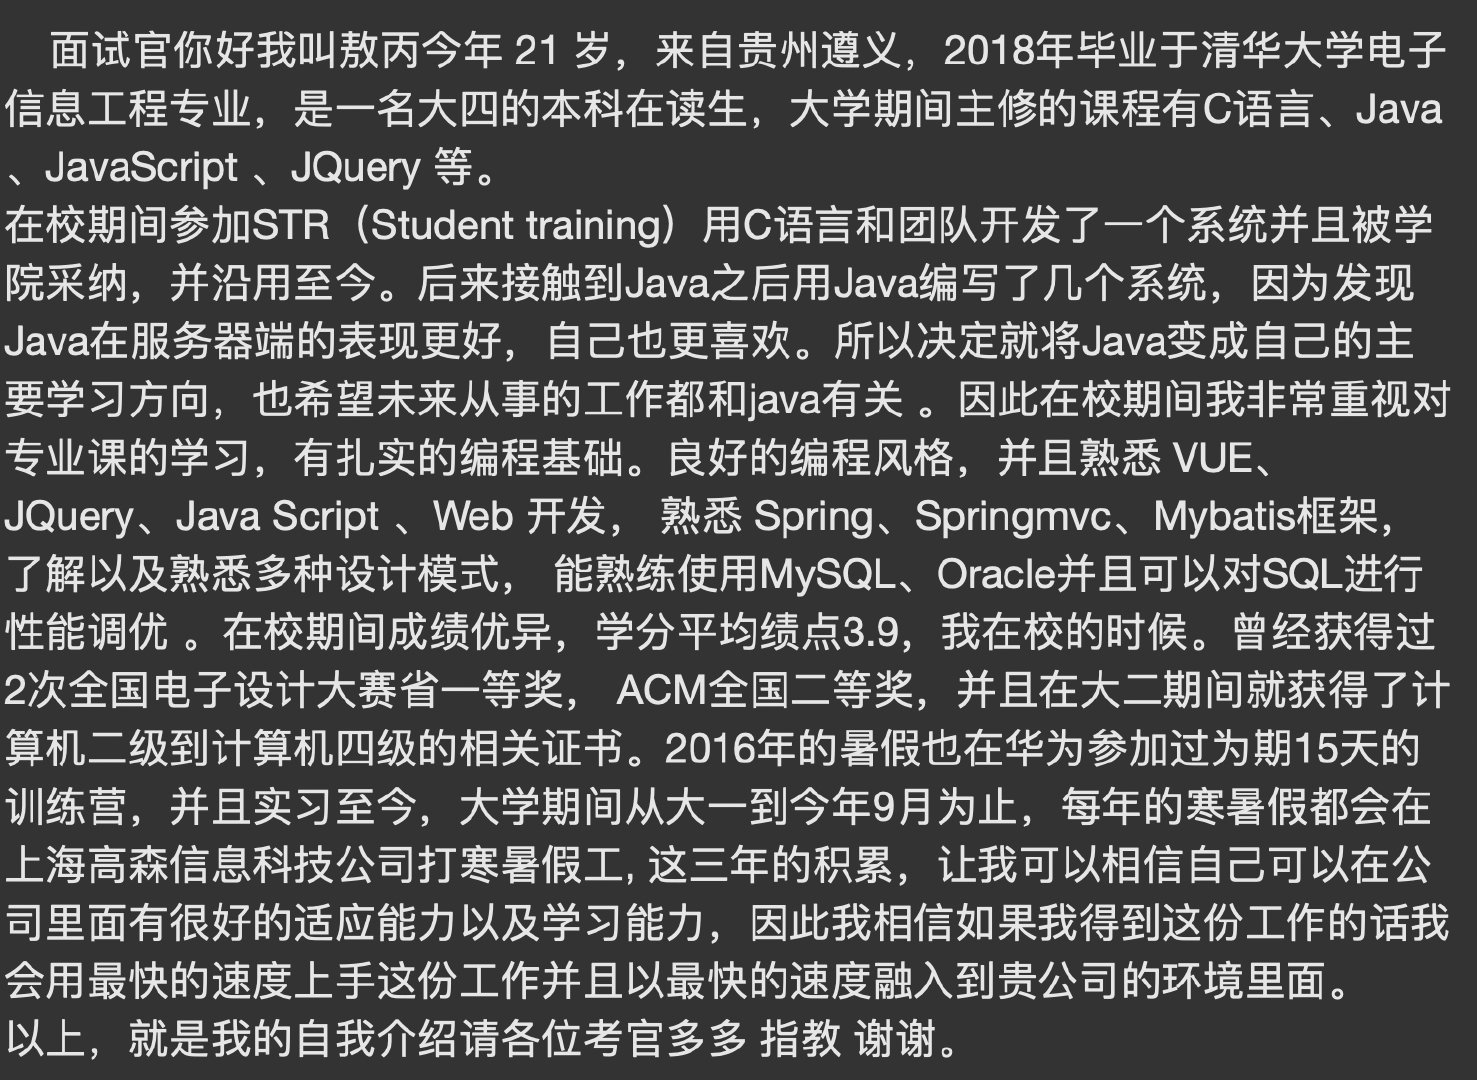 面试官你好我叫敖丙今年 21 岁，来自贵州遵义，2018年毕业于清华大学电子
信息工程专业，是一名大四的本科在读生，大学期间主修的课程有C语言、Java
、JavaScript 、JQuery 等。
在校期间参加STR（Student training）用C语言和团队开发了一个系统并且被学
院采纳，并沿用至今。后来接触到Java之后用Java编写了几个系统，因为发现
Java在服务器端的表现更好，自己也更喜欢。所以决定就将Java变成自己的主
要学习方向，也希望未来从事的工作都和java有关 。因此在校期间我非常重视对
专业课的学习，有扎实的编程基础。良好的编程风格，并且熟悉 VUE、
JQuery、Java Script 、Web 开发， 熟悉 Spring、Springmvc、Mybatis框架，
了解以及熟悉多种设计模式， 能熟练使用MySQL、Oracle并且可以对SQL进行
性能调优 。在校期间成绩优异，学分平均绩点3.9，我在校的时候。曾经获得过
2次全国电子设计大赛省一等奖， ACM全国二等奖，并且在大二期间就获得了计
算机二级到计算机四级的相关证书。2016年的暑假也在华为参加过为期15天的
训练营，并且实习至今，大学期间从大一到今年9月为止，每年的寒暑假都会在
上海高森信息科技公司打寒暑假工, 这三年的积累，让我可以相信自己可以在公
司里面有很好的适应能力以及学习能力，因此我相信如果我得到这份工作的话我
会用最快的速度上手这份工作并且以最快的速度融入到贵公司的环境里面。
以上，就是我的自我介绍请各位考官多多 指教 谢谢。